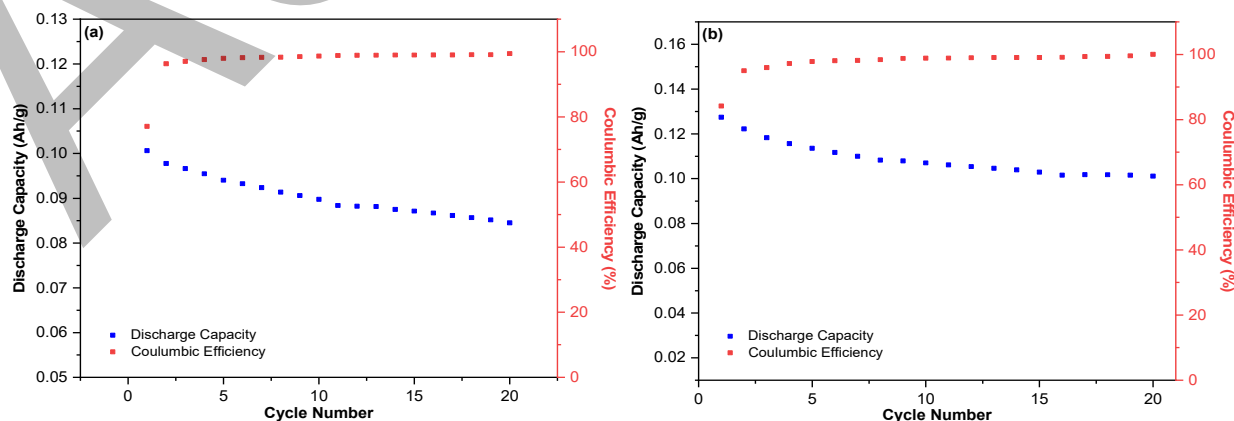 (a)
0.13
0.12
0.11
0.10
0.09
0.08
0.07
0.06
0.05
Discharge Capacity (Ah/g)
100
80
60
40
20
0
Coulumbic Efficiency (%)
Discharge Capacity
Coulumbic Efficiency
0 5 10 15 20
Cycle Number
(b)
0.16
0.14
0.12
0.10
0.08
0.06
0.04
0.02
Discharge Capacity (Ah/g)
100
80
60
40
20
0
Coulumbic Efficiency (%)
Discharge Capacity
Coulumbic Efficiency
0 5 10 15 20
Cycle Number